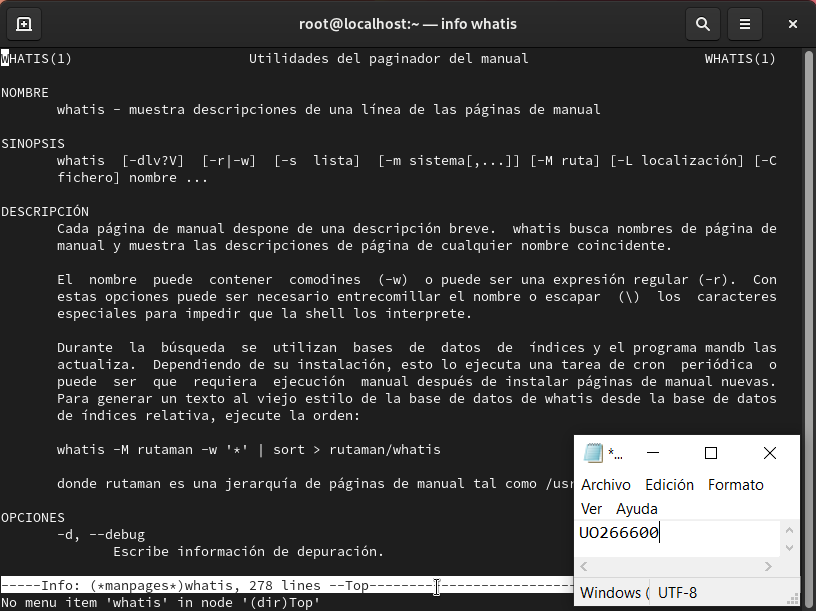 root@localhost:~ — info whatis
WHATIS(1) Utilidades del paginador del manual WHATIS(1)
NOMBRE
whatis - muestra descripciones de una línea de las páginas de manual
SINOPSIS
whatis [-dlv?V] [-r|-w] [-s lista] [-m sistema[,...]] [-M ruta] [-L localización] [-C
fichero] nombre ...
DESCRIPCIÓN
Cada página de manual despone de una descripción breve. whatis busca nombres de página de
manual y muestra las descripciones de página de cualquier nombre coincidente.
El nombre puede contener comodines (-w) o puede ser una expresión regular (-r). Con
estas opciones puede ser necesario entrecomillar el nombre o escapar (\) los caracteres
especiales para impedir que la shell los interprete.
Durante la búsqueda se utilizan bases de datos de índices y el programa mandb las
actualiza. Dependiendo de su instalación, esto lo ejecuta una tarea de cron periódica o
puede ser que requiera ejecución manual después de instalar páginas de manual nuevas.
Para generar un texto al viejo estilo de la base de datos de whatis desde la base de datos
de índices relativa, ejecute la orden:
whatis -M rutaman -w '*' | sort > rutaman/whatis
donde rutaman es una jerarquía de páginas de manual tal como /usr
OPCIONES
-d, --debug
Escribe información de depuración.
-----Info: (*manpages*)whatis, 278 lines --Top-----------------------
No menu item 'whatis' in node '(dir)Top'
*...
Archivo Edición Formato
Ver Ayuda
UO266600
Windows ( UTF-8